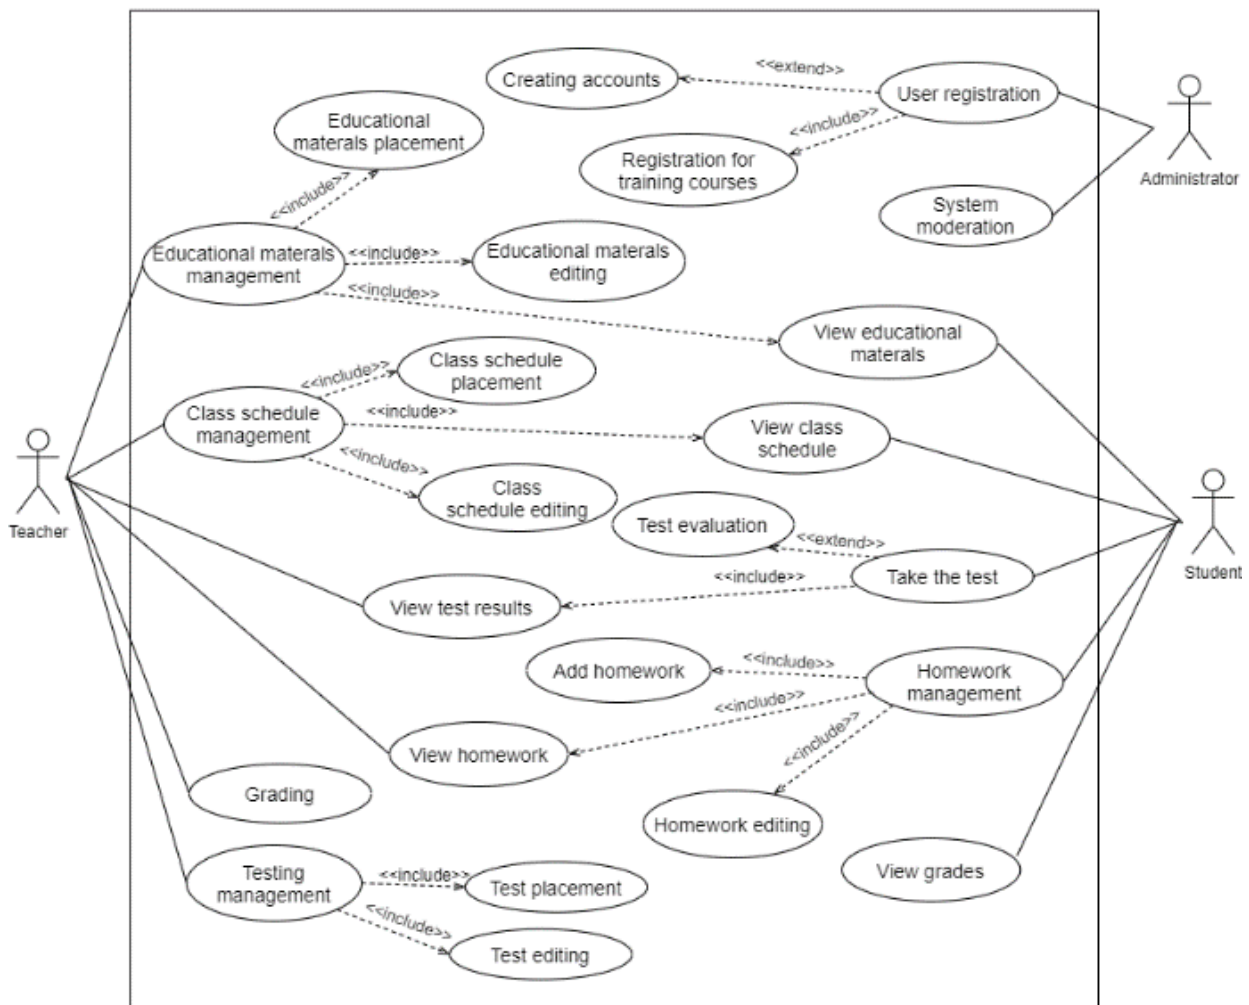 <<extend>>
Creating accounts
User registration
Educational
materals placement
<<include>>
Registration for
training courses
Administrator
<<include>>
System
moderation
Educational materals
management
<<include>>
Educational materals
editing
<<include>>
View educational
materals
Class schedule
placement
<<include>>
Class schedule
management
<<include>>
View class
schedule
<<include>>
Class
schedule editing
Teacher
Test evaluation
<<extend>>
Student
Take the test
<<include>>
View test results
Add homework
<<include>>
Homework
management
<<include>>
View homework
<<include>>
Grading
Homework editing
View grades
Testing
management
<<include>>
Test placement
<<include>>
Test editing